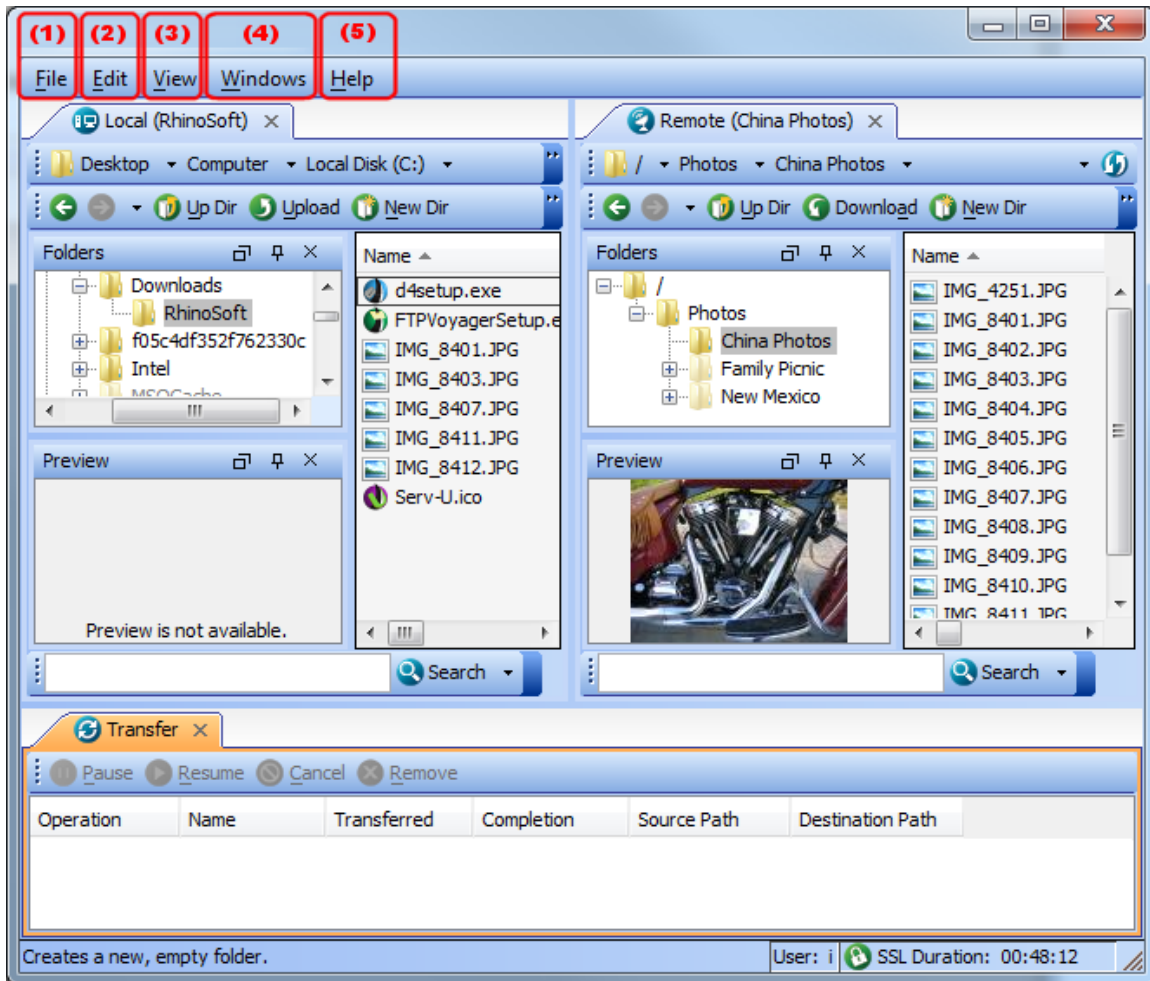 (1) (2) (3) (4) (5)
File Edit View Windows Help
Local (RhinoSoft)
Desktop Computer Local Disk (C:)
Up Dir Upload New Dir
Folders
Downloads
RhinoSoft
f05c4df352f762330c
Intel
MSOCache
Name
d4setup.exe
FTPVoyagerSetup.e
IMG_8401.JPG
IMG_8403.JPG
IMG_8407.JPG
IMG_8411.JPG
IMG_8412.JPG
Serv-U.ico
Preview
Preview is not available.
Search
Remote (China Photos)
/ Photos China Photos
Up Dir Download New Dir
Folders
/
Photos
China Photos
Family Picnic
New Mexico
Name
IMG_4251.JPG
IMG_8401.JPG
IMG_8402.JPG
IMG_8403.JPG
IMG_8404.JPG
IMG_8405.JPG
IMG_8406.JPG
IMG_8407.JPG
IMG_8408.JPG
IMG_8409.JPG
IMG_8410.JPG
IMG_8411.JPG
Preview
Search
Transfer
Pause Resume Cancel Remove
Operation Name Transferred Completion Source Path Destination Path
Creates a new, empty folder.
User: i
SSL Duration: 00:48:12